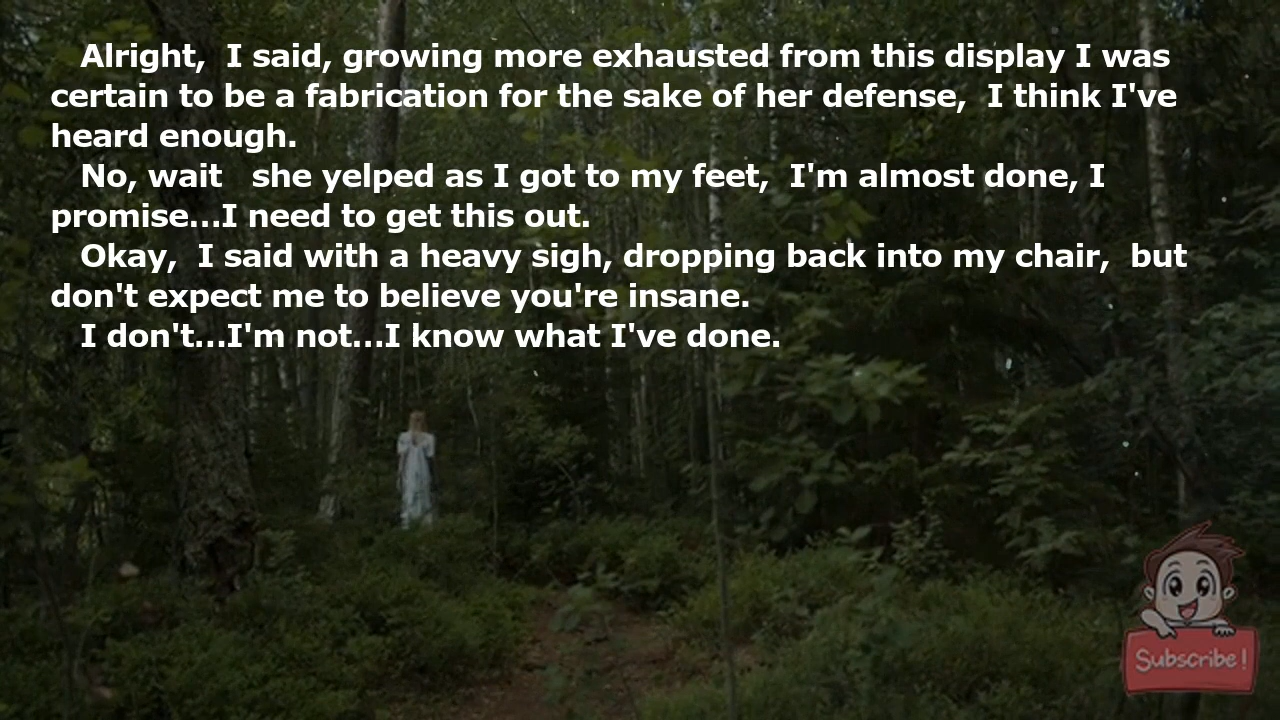 Alright,  I said, growing more exhausted from this display I was
certain to be a fabrication for the sake of her defense,  I think I've
heard enough.
No, wait   she yelped as I got to my feet,  I'm almost done, I
promise...I need to get this out.
Okay,  I said with a heavy sigh, dropping back into my chair,  but
don't expect me to believe you're insane.
I don't...I'm not...I know what I've done.
Subscribe!